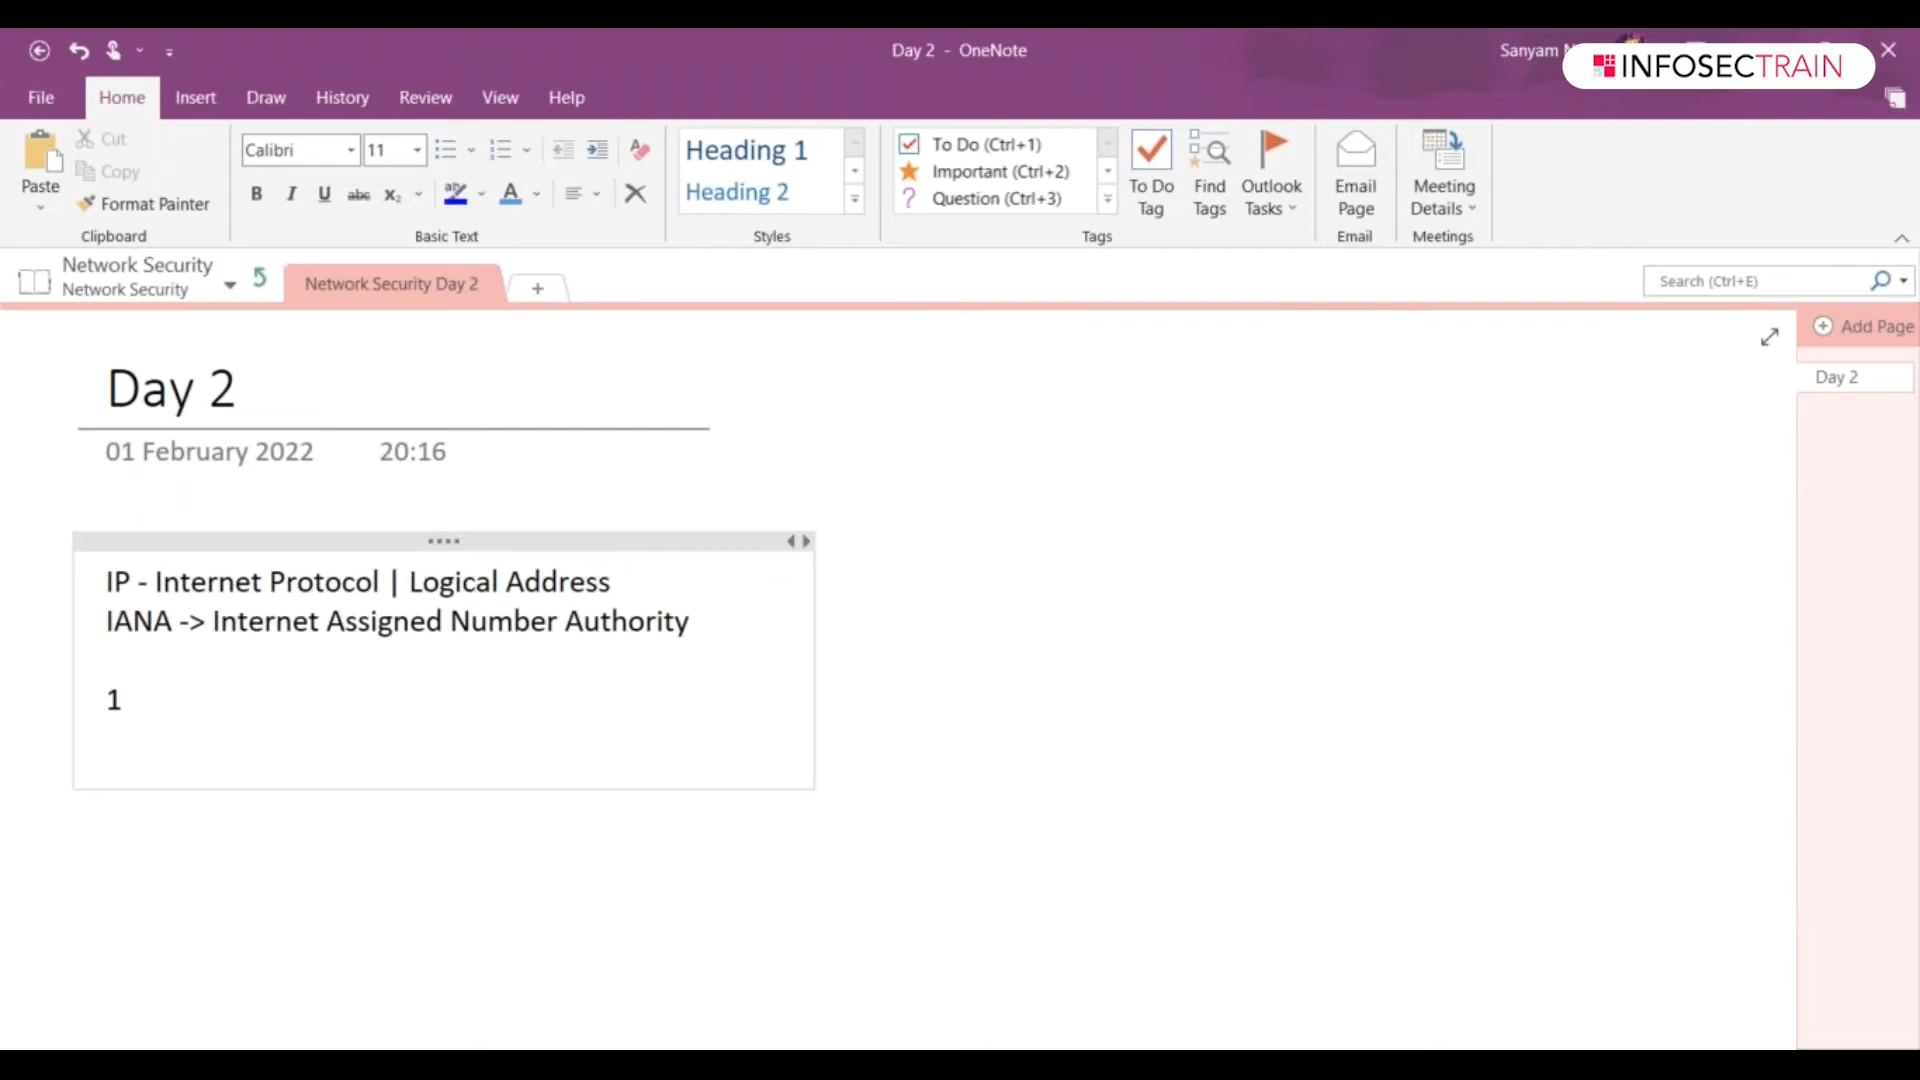 Day 2 - OneNote
Sanyam
INFOSECTRAIN
File
Home
Insert
Draw
History
Review
View
Help
Paste
Cut
Copy
Format Painter
Clipboard
Calibri
11
B
I
U
abc
X₂
A
Basic Text
Heading 1
Heading 2
Styles
To Do (Ctrl+1)
Important (Ctrl+2)
Question (Ctrl+3)
To Do
Tag
Find
Tags
Outlook
Tasks
Tags
Email
Page
Email
Meeting
Details
Meetings
Network Security
Network Security
Network Security Day 2
+
Search (Ctrl+E)
Add Page
Day 2
Day 2
01 February 2022 20:16
IP - Internet Protocol | Logical Address
IANA -> Internet Assigned Number Authority
1